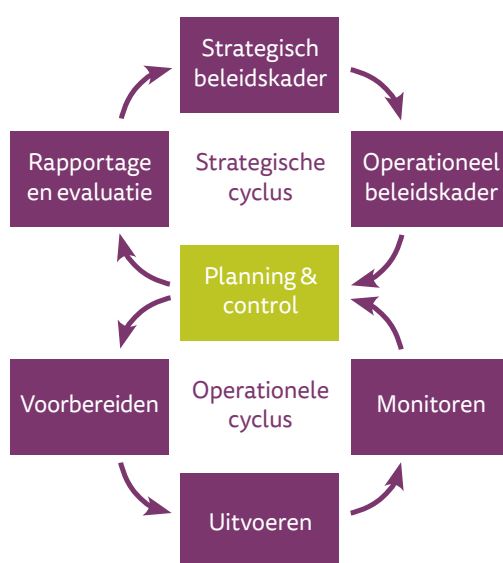 Strategisch
beleidskader
Rapportage
en evaluatie
Strategische
cyclus
Operationeel
beleidskader
Planning &
control
Voorbereiden
Operationele
cyclus
Monitoren
Uitvoeren